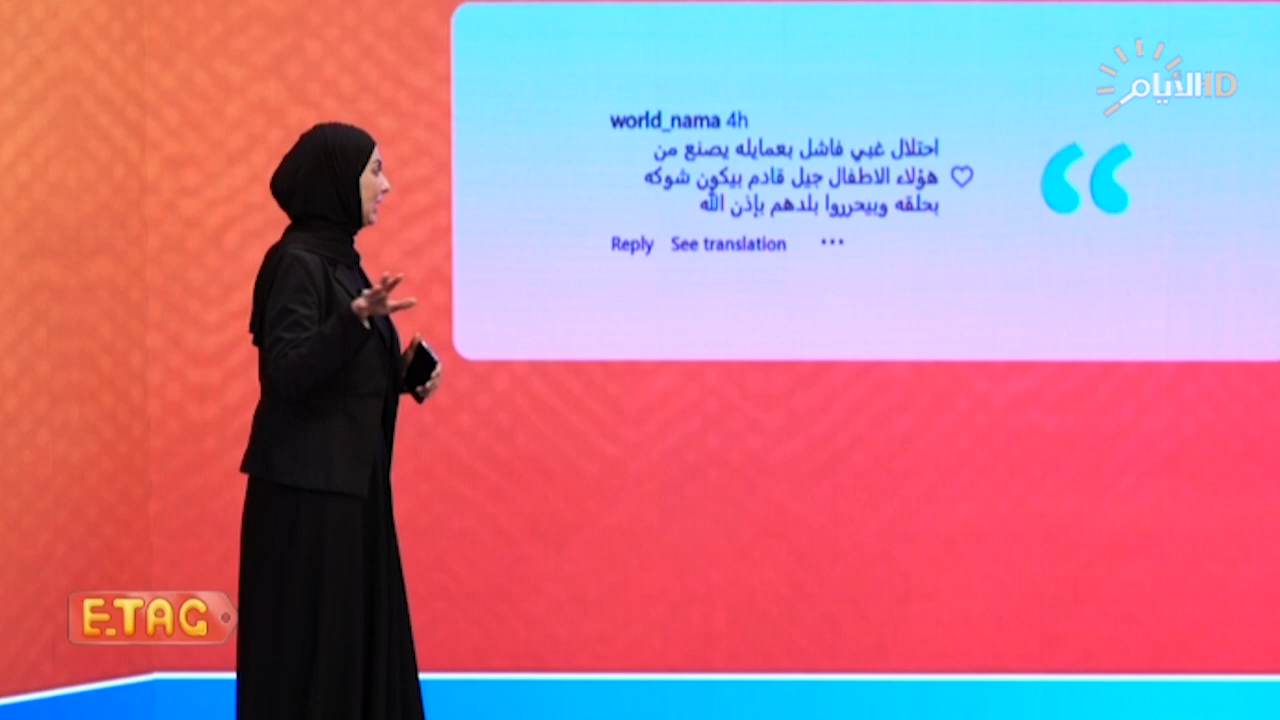 الأيام HD
world_nama 4h
احتلال غبي فاشل بعمايله يصنع من
هؤلاء الاطفال جيل قادم بيكون شوكه
بحلقه وبيحرروا بلدهم بإذن الله
Reply See translation ...
E.TAG